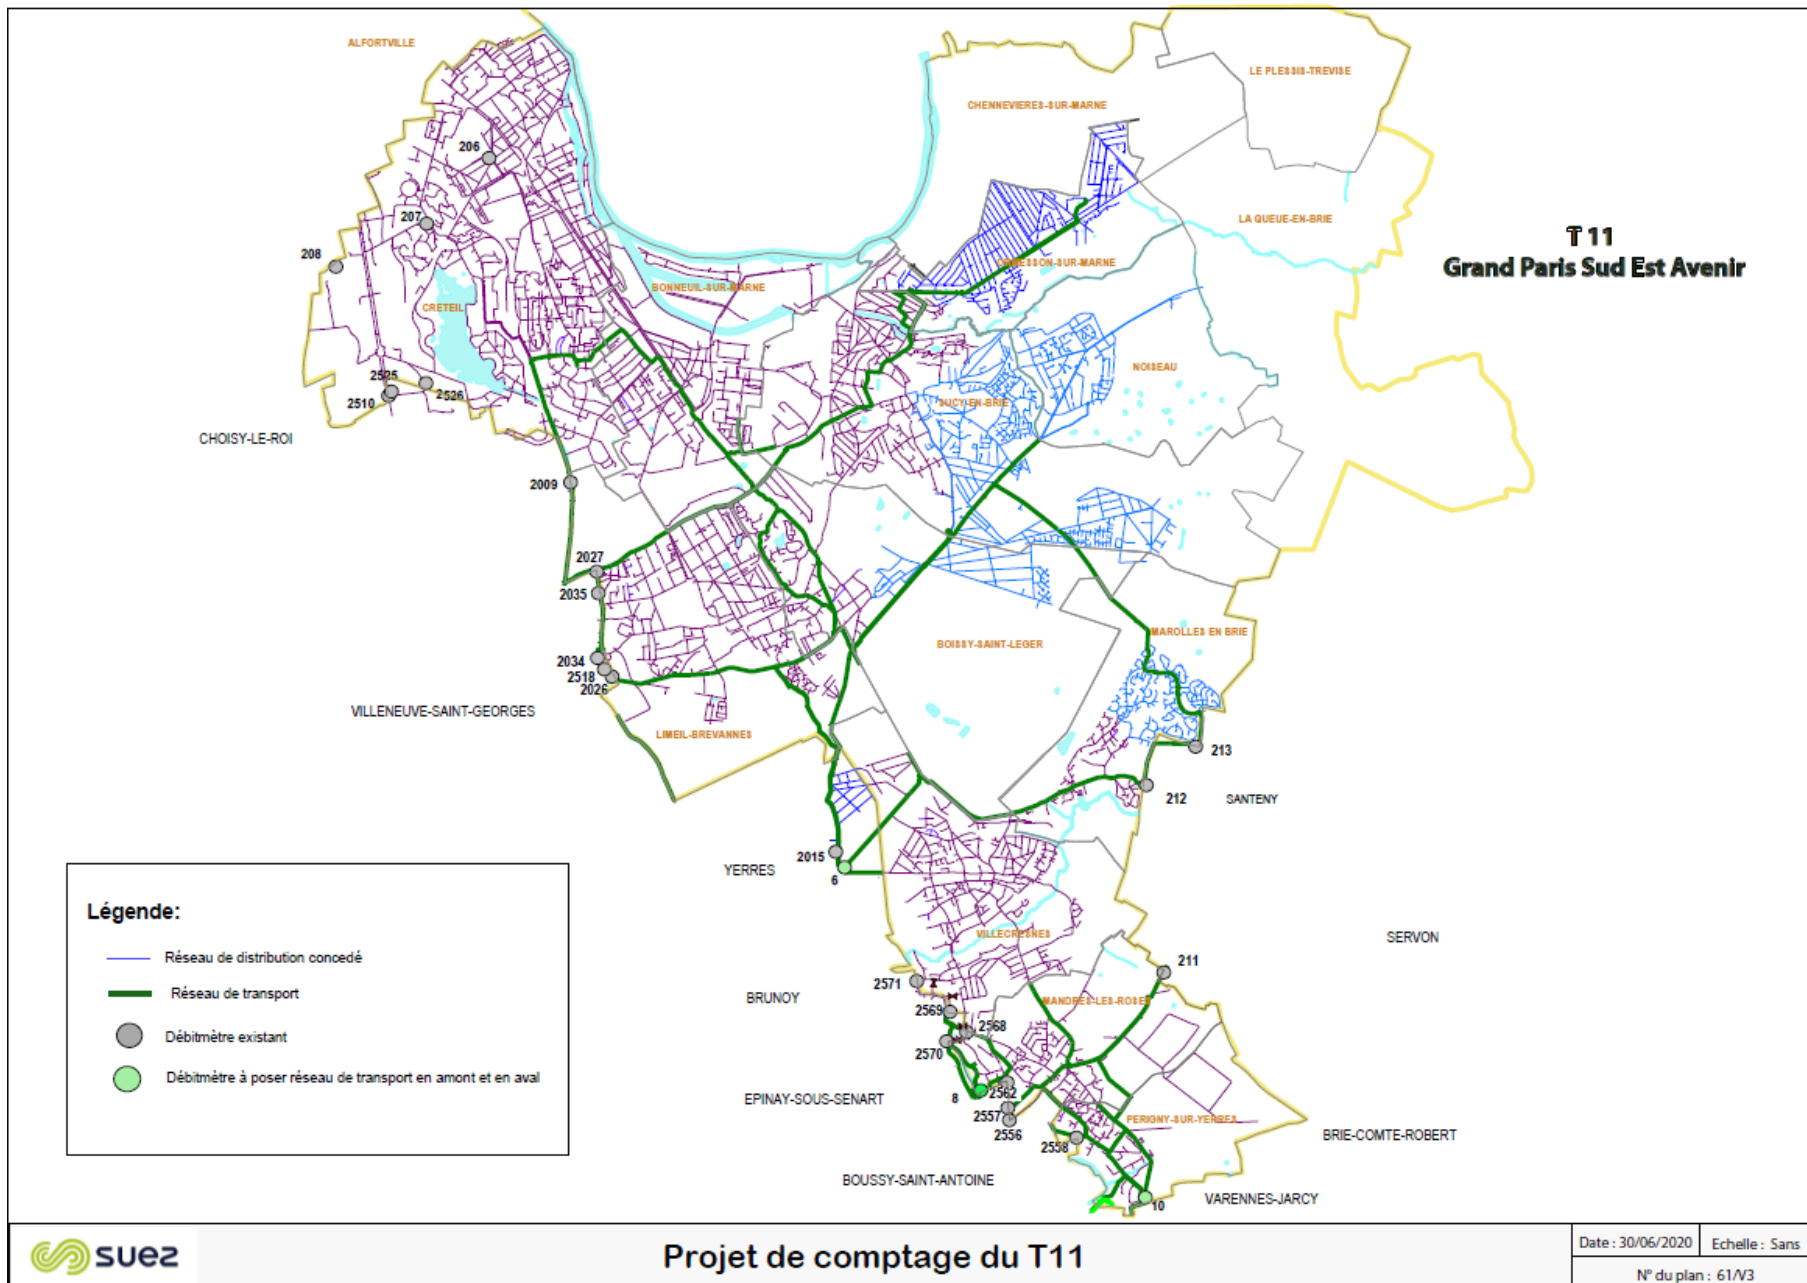 ALFORTVILLE
LE PLESSIS-TREVISE
CHENNEVIERES-SUR-MARNE
206
207
LA QUEUE-EN-BRIE
T 11
Grand Paris Sud Est Avenir
208
ORMESSON-SUR-MARNE
BONNEUIL-SUR-MARNE
CRETEIL
NOISEAU
2525
2526
2510
SUCY-EN-BRIE
CHOISY-LE-ROI
2009
2027
2035
MAROLLES EN BRIE
BOISSY-SAINT-LEGER
2034
2518
2026
VILLENEUVE-SAINT-GEORGES
LIMEIL-BREVANNES
213
212
SANTENY
2015
YERRES
6
VILLECRESNES
SERVON
211
2571
BRUNOY
MANDRES-LES-ROSES
2569
2568
2570
EPINAY-SOUS-SENART
8
2562
2557
2556
PERIGNY-SUR-YERRES
2558
BRIE-COMTE-ROBERT
BOUSSY-SAINT-ANTOINE
VARENNES-JARCY
10
Légende:
Réseau de distribution concedé
Réseau de transport
Débitmètre existant
Débitmètre à poser réseau de transport en amont et en aval
suez
Projet de comptage du T11
Date : 30/06/2020
Echelle : Sans
N° du plan : 61/V3